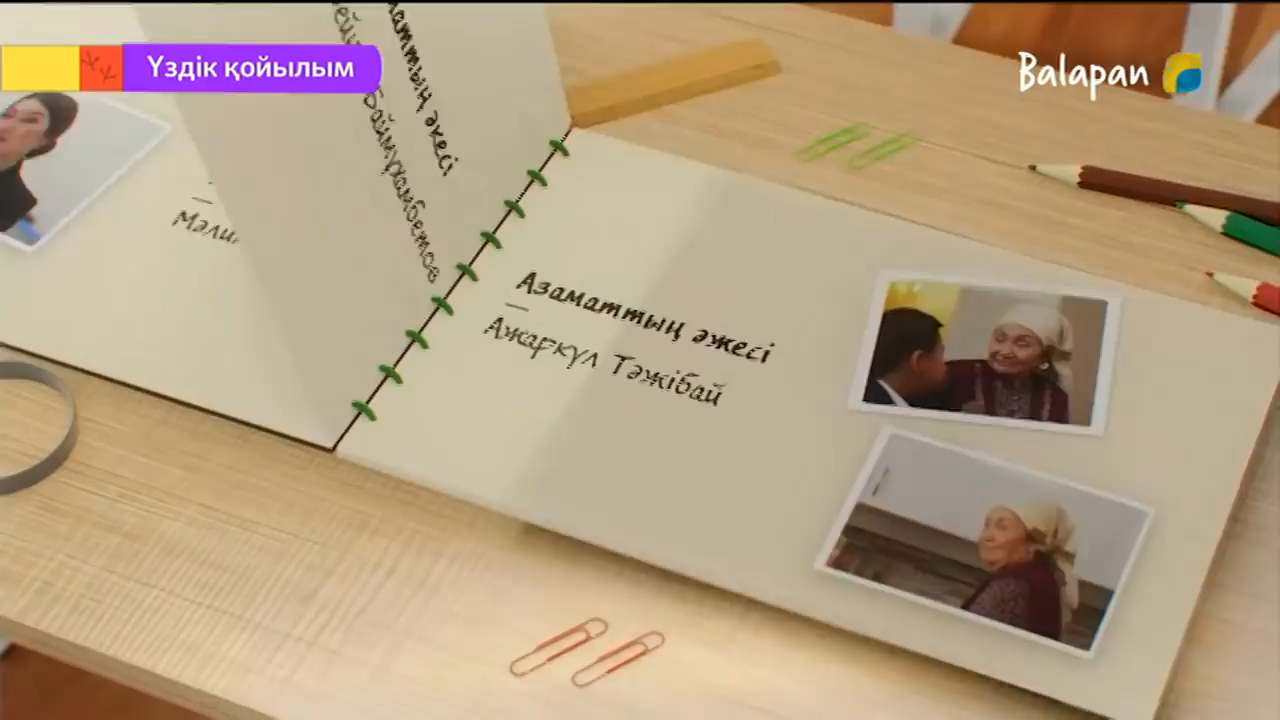 Үздік қойылым
Balapan
Азаматтың әжесі
Ажаркүл Тәжібай